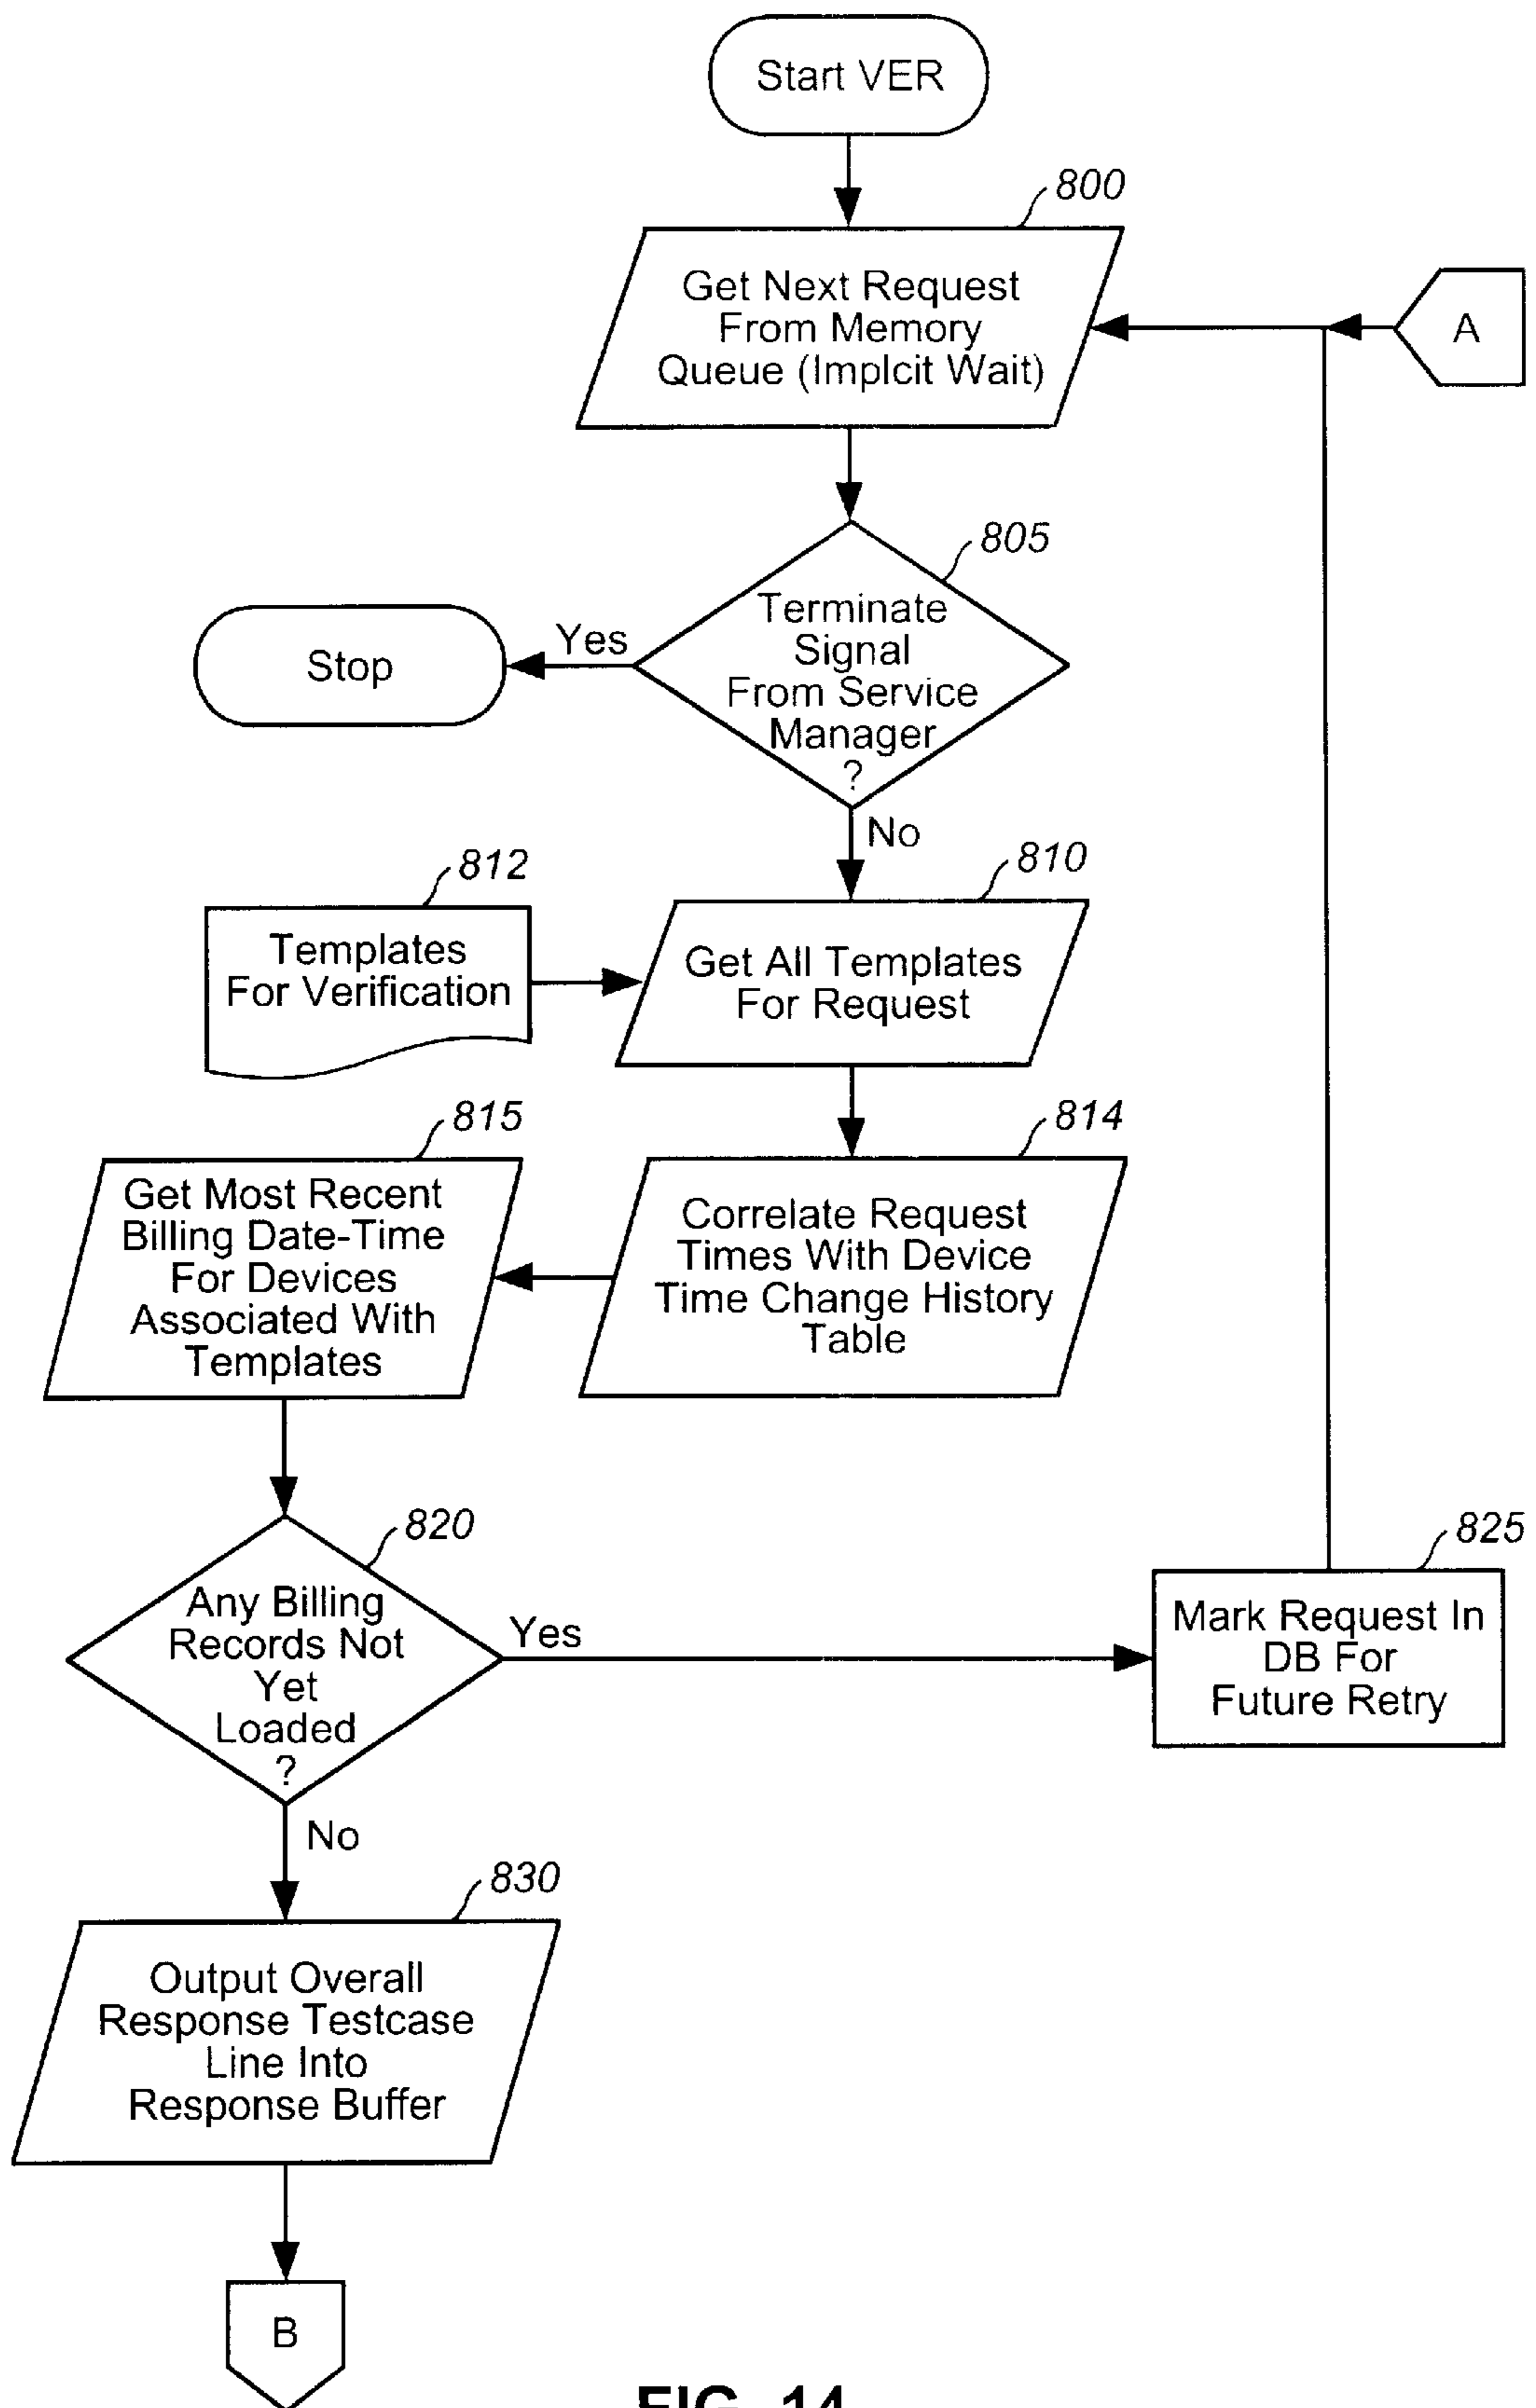 Start VER
800
Get Next Request
From Memory
Queue (Implcit Wait)
A
805
Terminate
Signal
From Service
Manager
?
Yes
Stop
No
812
Templates
For Verification
810
Get All Templates
For Request
815
Get Most Recent
Billing Date-Time
For Devices
Associated With
Templates
814
Correlate Request
Times With Device
Time Change History
Table
820
Any Billing
Records Not
Yet
Loaded
?
Yes
825
Mark Request In
DB For
Future Retry
No
830
Output Overall
Response Testcase
Line Into
Response Buffer
B
FIG. 14